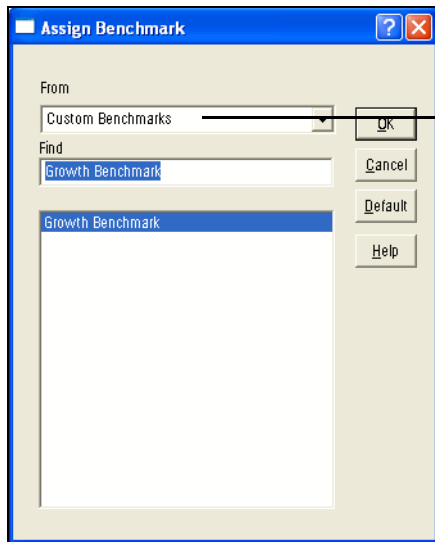 Assign Benchmark
From
Custom Benchmarks
OK
Find
Growth Benchmark
Cancel
Growth Benchmark
Default
Help